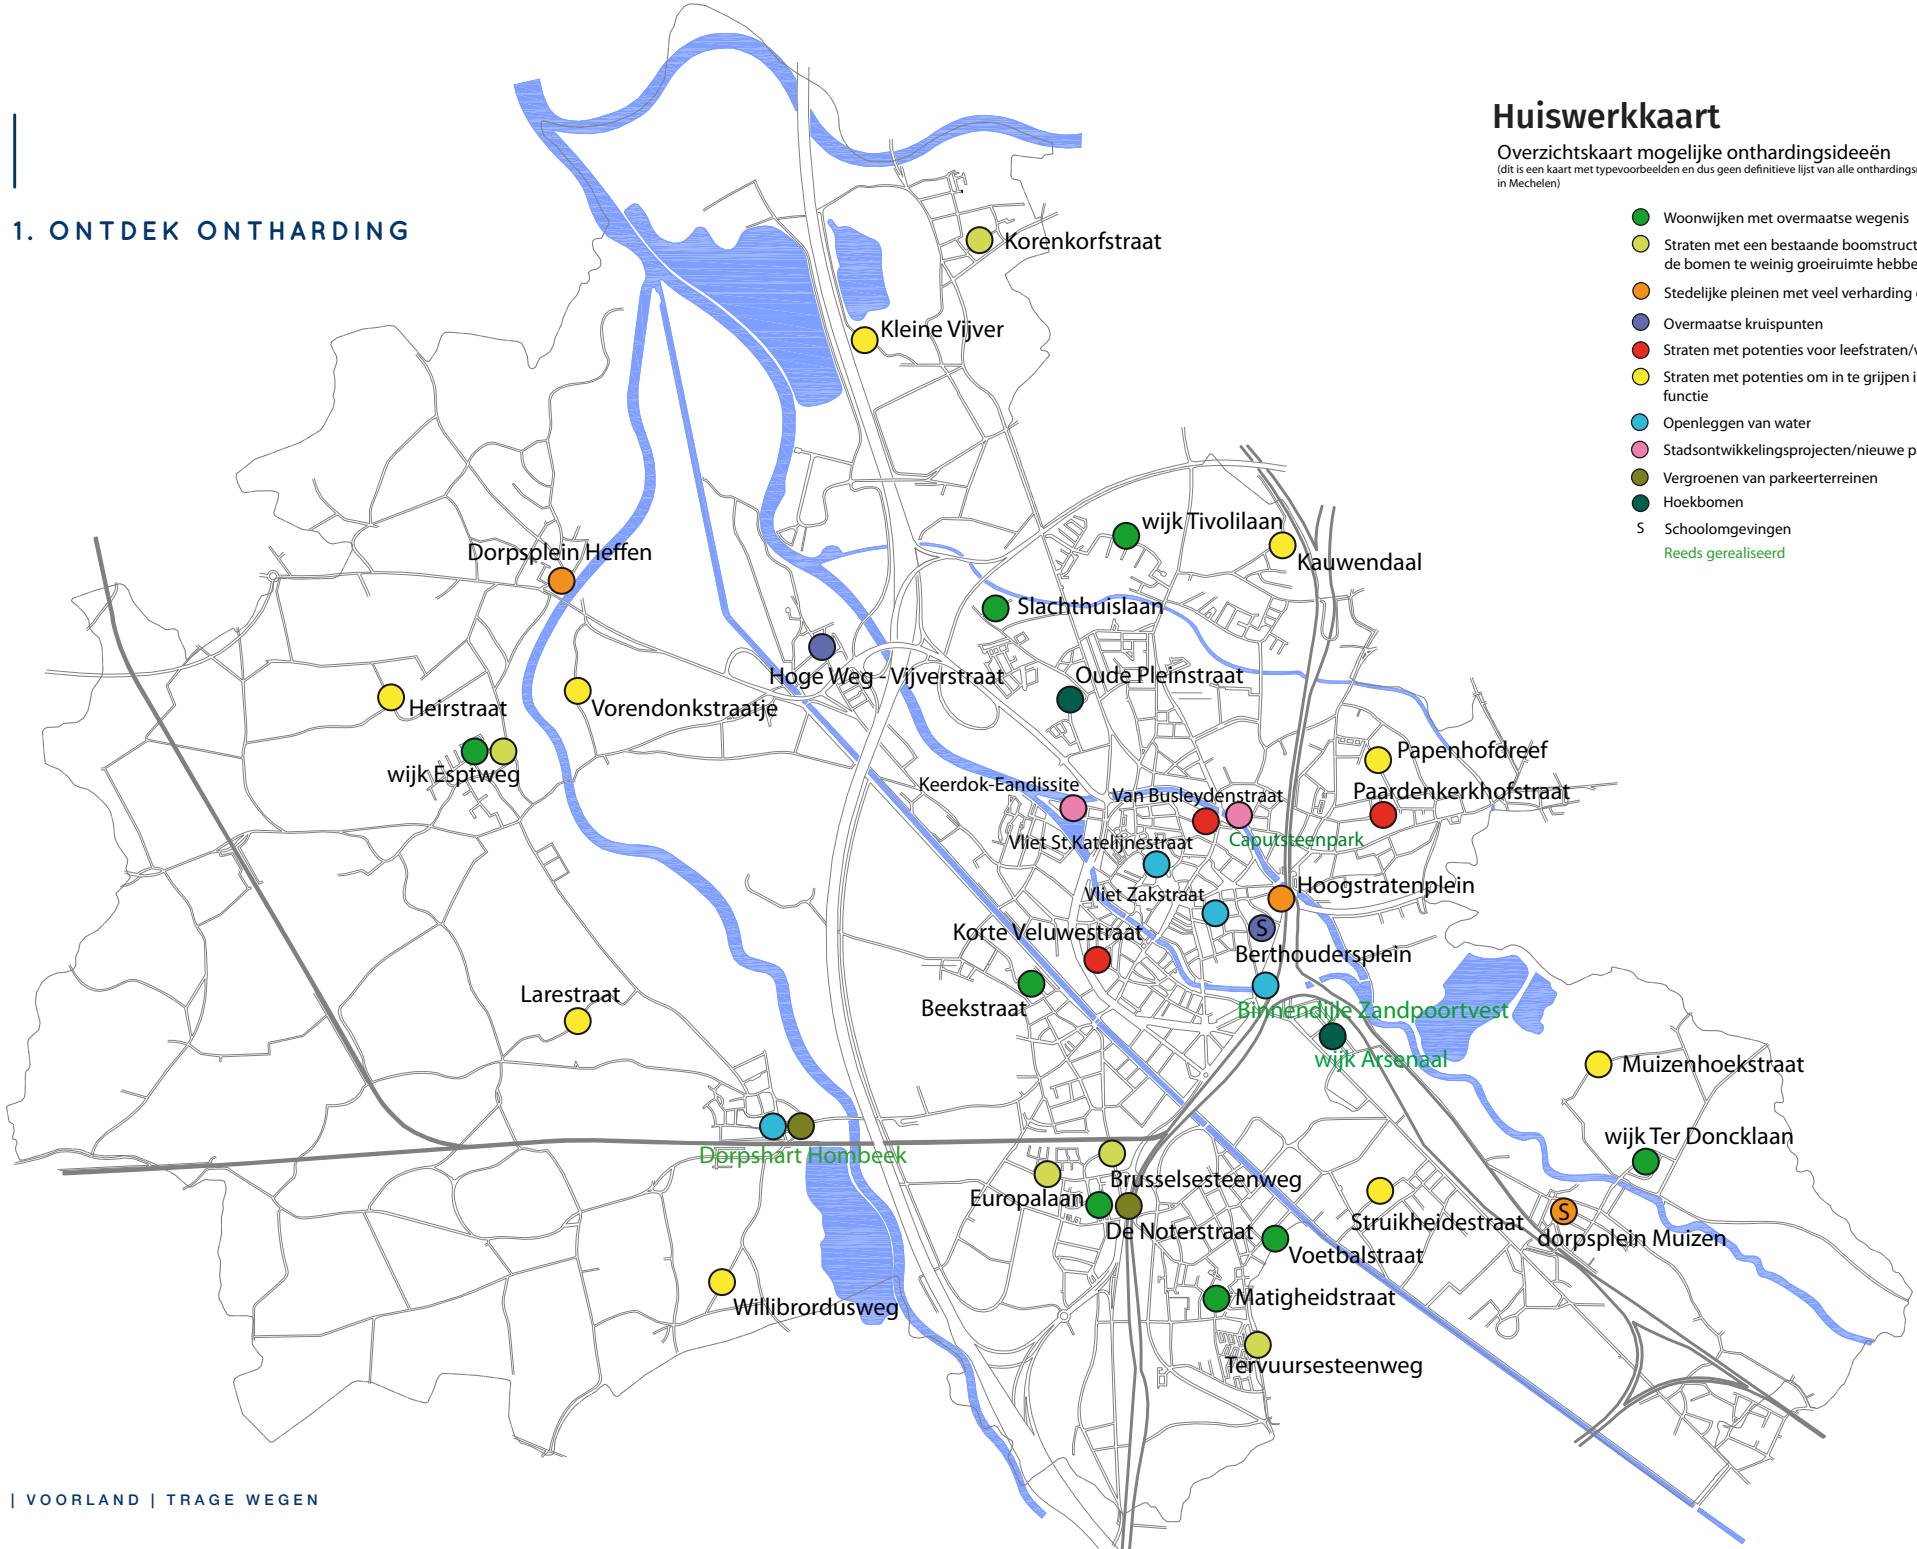 1. ONTDEK ONTHARDING
Huiswerkkaart
Overzichtskaart mogelijke onthardingsideeën
(dit is een kaart met typevoorbeelden en dus geen definitieve lijst van alle
in Mechelen)
Woonwijken met overmaatse wegenis
Straten met een bestaande
de bomen te weinig groeiruimte
Stedelijke pleinen met veel verharding
Overmaatse kruispunten
Straten met potenties voor
Straten met potenties om in te grijpen
functie
Openleggen van water
Stadsontwikkelingsprojecten/nieuwe
Vergroenen van parkeerterreinen
Hoekbomen
S Schoolomgevingen
Reeds gerealiseerd
Korenkorfstraat
Kleine Vijver
wijk Tivolilaan
Dorpsplein Heffen
Kauwendaal
Slachthuislaan
Hoge Weg - Vijverstraat
Oude Pleinstraat
Heirstraat
Vorendonkstraatje
Papenhofdreef
wijk Esptweg
Keerdok-Eandissite
Van Busleydenstraat
Paardenkerkhofstraat
Vliet St.Katelijnestraat
Caputsteenpark
Hoogstratenplein
Vliet Zakstraat
S
Korte Veluwestraat
Berthoudersplein
Larestraat
Beekstraat
Binnendijle Zandpoortvest
wijk Arsenaal
Muizenhoekstraat
wijk Ter Doncklaan
Dorpshart Hombeek
Brusselsesteenweg
Europalaan
S
De Noterstraat
Struikheidestraat
dorpsplein Muizen
Voetbalstraat
Matigheidstraat
Willibrordusweg
Tervuursesteenweg
| VOORLAND | TRAGE WEGEN